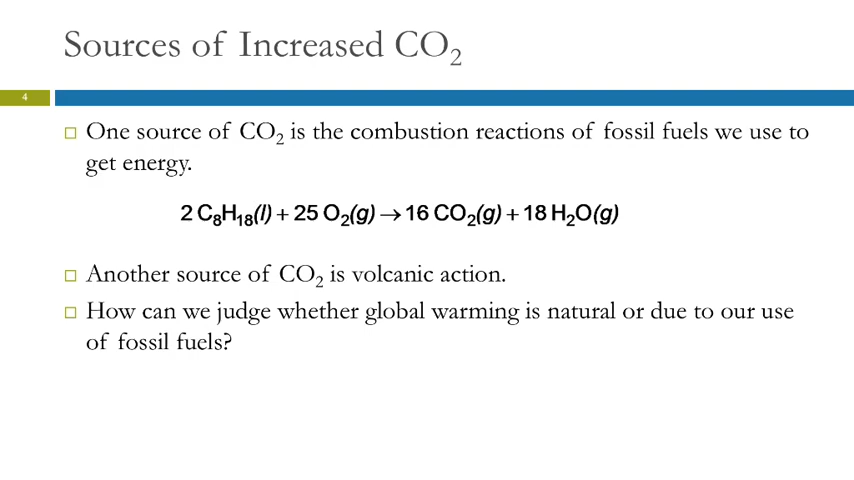 Sources of Increased CO₂
4
□ One source of CO₂ is the combustion reactions of fossil fuels we use to
get energy.
2 C₈H₁₈(l) + 25 O₂(g) → 16 CO₂(g) + 18 H₂O(g)
□ Another source of CO₂ is volcanic action.
□ How can we judge whether global warming is natural or due to our use
of fossil fuels?